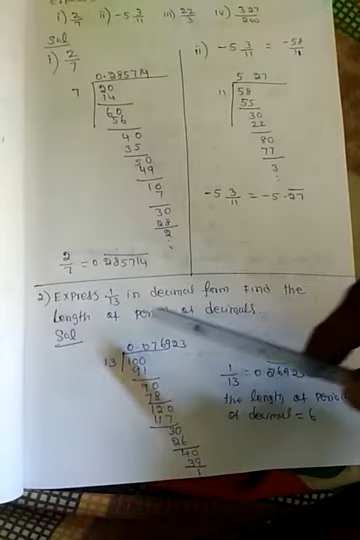 i) 2/7 ii) -5 3/11 iii) 22/3 iv) 327/200
Sol
i) 2/7
0.285714
7 20
14
60
56
40
35
50
49
10
7
30
28
2
2/7 = 0.285714
ii) -5 3/11 = -58/11
5 27
11 58
55
30
22
80
77
3
-5 3/11 = -5.27
2) Express 1/13 in decimal form Find the
length of of decimals.
Sol
0.076923
13 100
91
90
78
120
117
30
26
40
39
1
1/13 = 0.076923
the length of
of decimal = 6